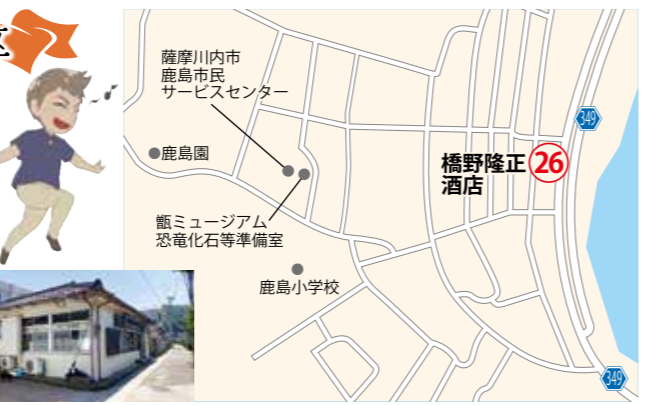 区
薩摩川内市
鹿島市民
サービスセンター
349
鹿島園
橋野隆正
酒店
26
甑ミュージアム
恐竜化石等準備室
鹿島小学校
349